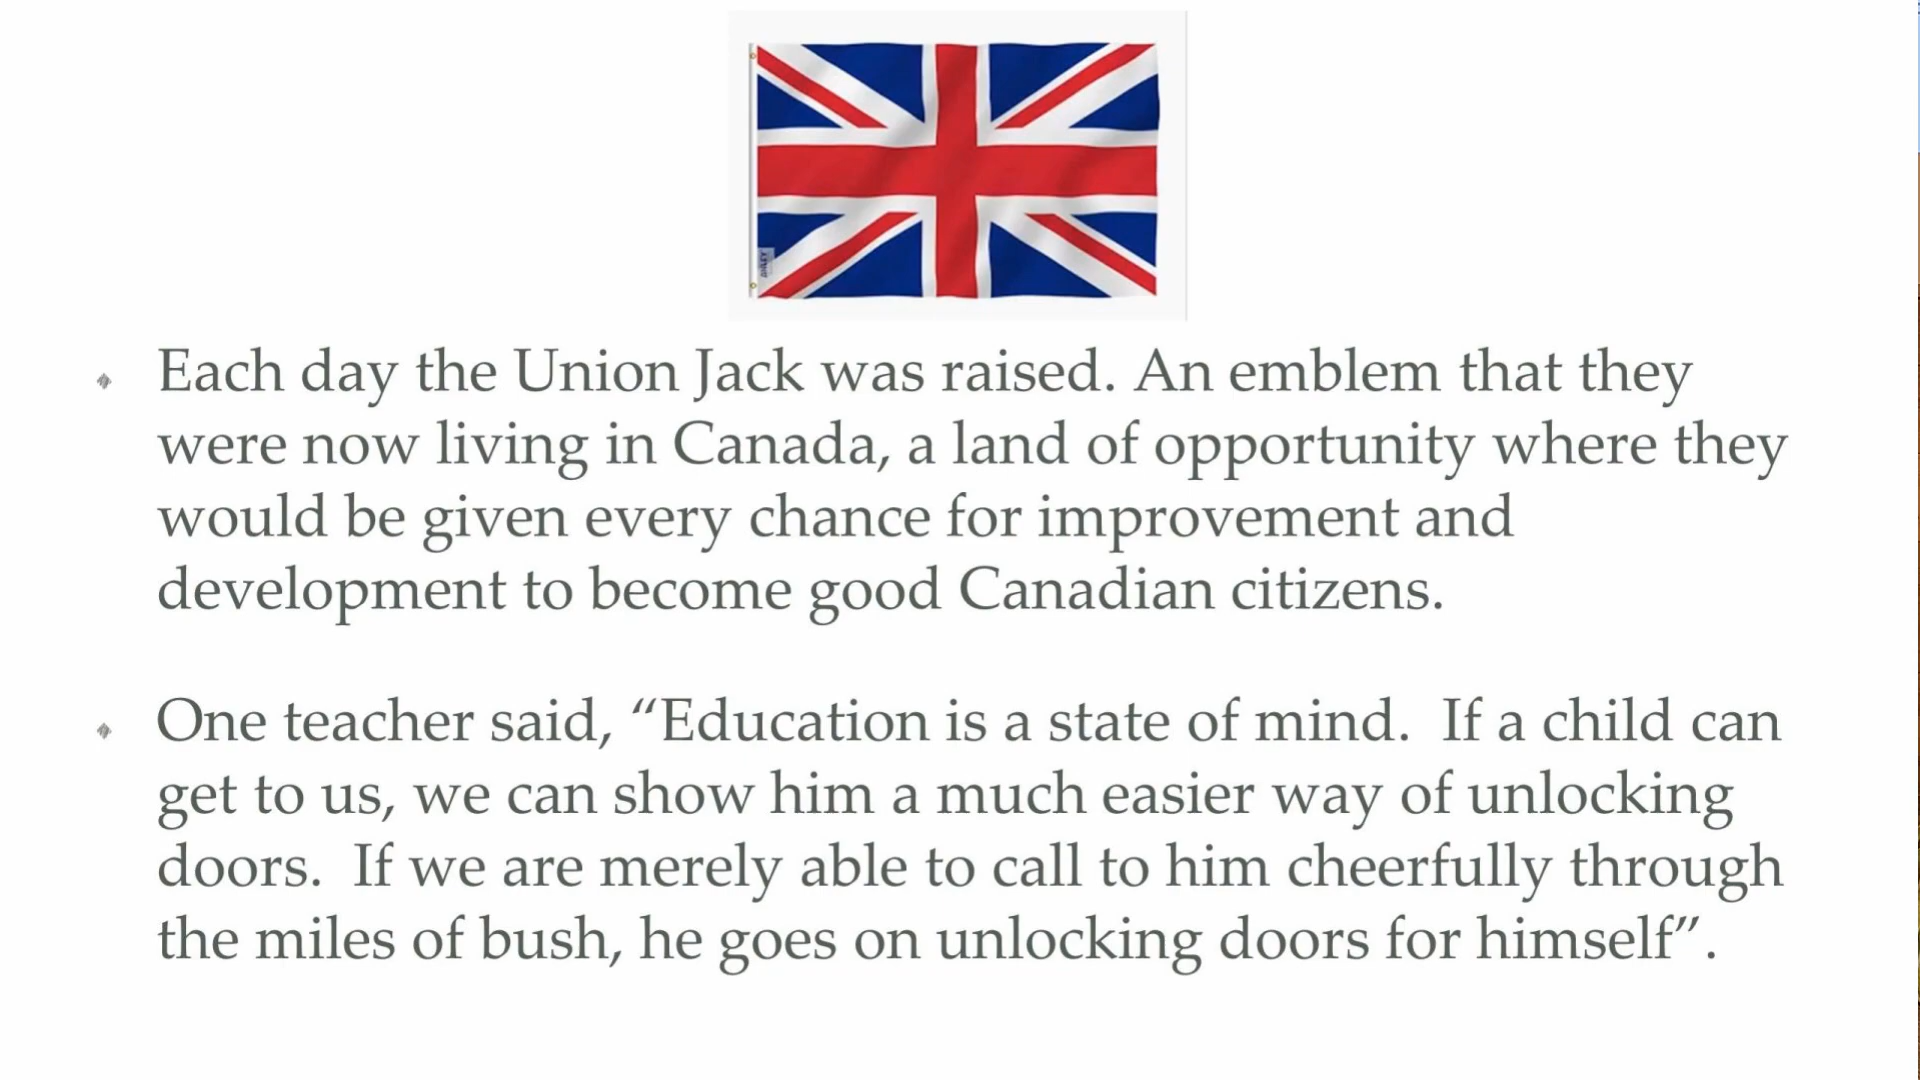 ANLEY
Each day the Union Jack was raised. An emblem that they
were now living in Canada, a land of opportunity where they
would be given every chance for improvement and
development to become good Canadian citizens.
One teacher said, “Education is a state of mind.  If a child can
get to us, we can show him a much easier way of unlocking
doors.  If we are merely able to call to him cheerfully through
the miles of bush, he goes on unlocking doors for himself”.